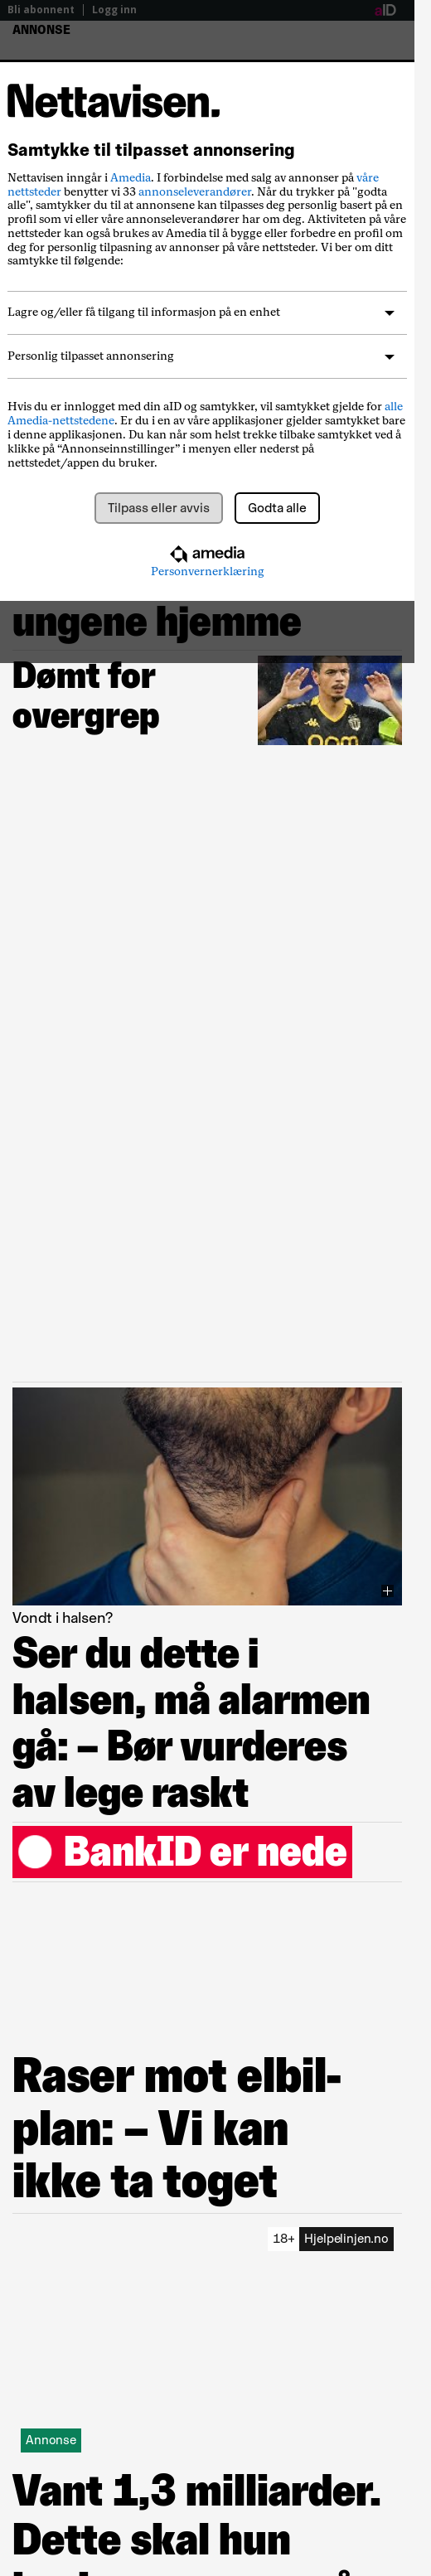 Bli abonnent | Logg inn
aID
ANNONSE
Nettavisen.
Samtykke til tilpasset annonsering
Nettavisen inngår i Amedia. I forbindelse med salg av annonser på våre
nettsteder benytter vi 33 annonseleverandører. Når du trykker på "godta
alle", samtykker du til at annonsene kan tilpasses deg personlig basert på en
profil som vi eller våre annonseleverandører har om deg. Aktiviteten på våre
nettsteder kan også brukes av Amedia til å bygge eller forbedre en profil om
deg for personlig tilpasning av annonser på våre nettsteder. Vi ber om ditt
samtykke til følgende:
Lagre og/eller få tilgang til informasjon på en enhet
Personlig tilpasset annonsering
Hvis du er innlogget med din aID og samtykker, vil samtykket gjelde for alle
Amedia-nettstedene. Er du i en av våre applikasjoner gjelder samtykket bare
i denne applikasjonen. Du kan når som helst trekke tilbake samtykket ved å
klikke på “Annonseinnstillinger” i menyen eller nederst på
nettstedet/appen du bruker.
Tilpass eller avvis
Godta alle
amedia
Personvernerklæring
ungene hjemme
Dømt for
overgrep
Vondt i halsen?
Ser du dette i
halsen, må alarmen
gå: – Bør vurderes
av lege raskt
BankID er nede
Raser mot elbil-
plan: – Vi kan
ikke ta toget
18+ Hjelpelinjen.no
Annonse
Vant 1,3 milliarder.
Dette skal hun